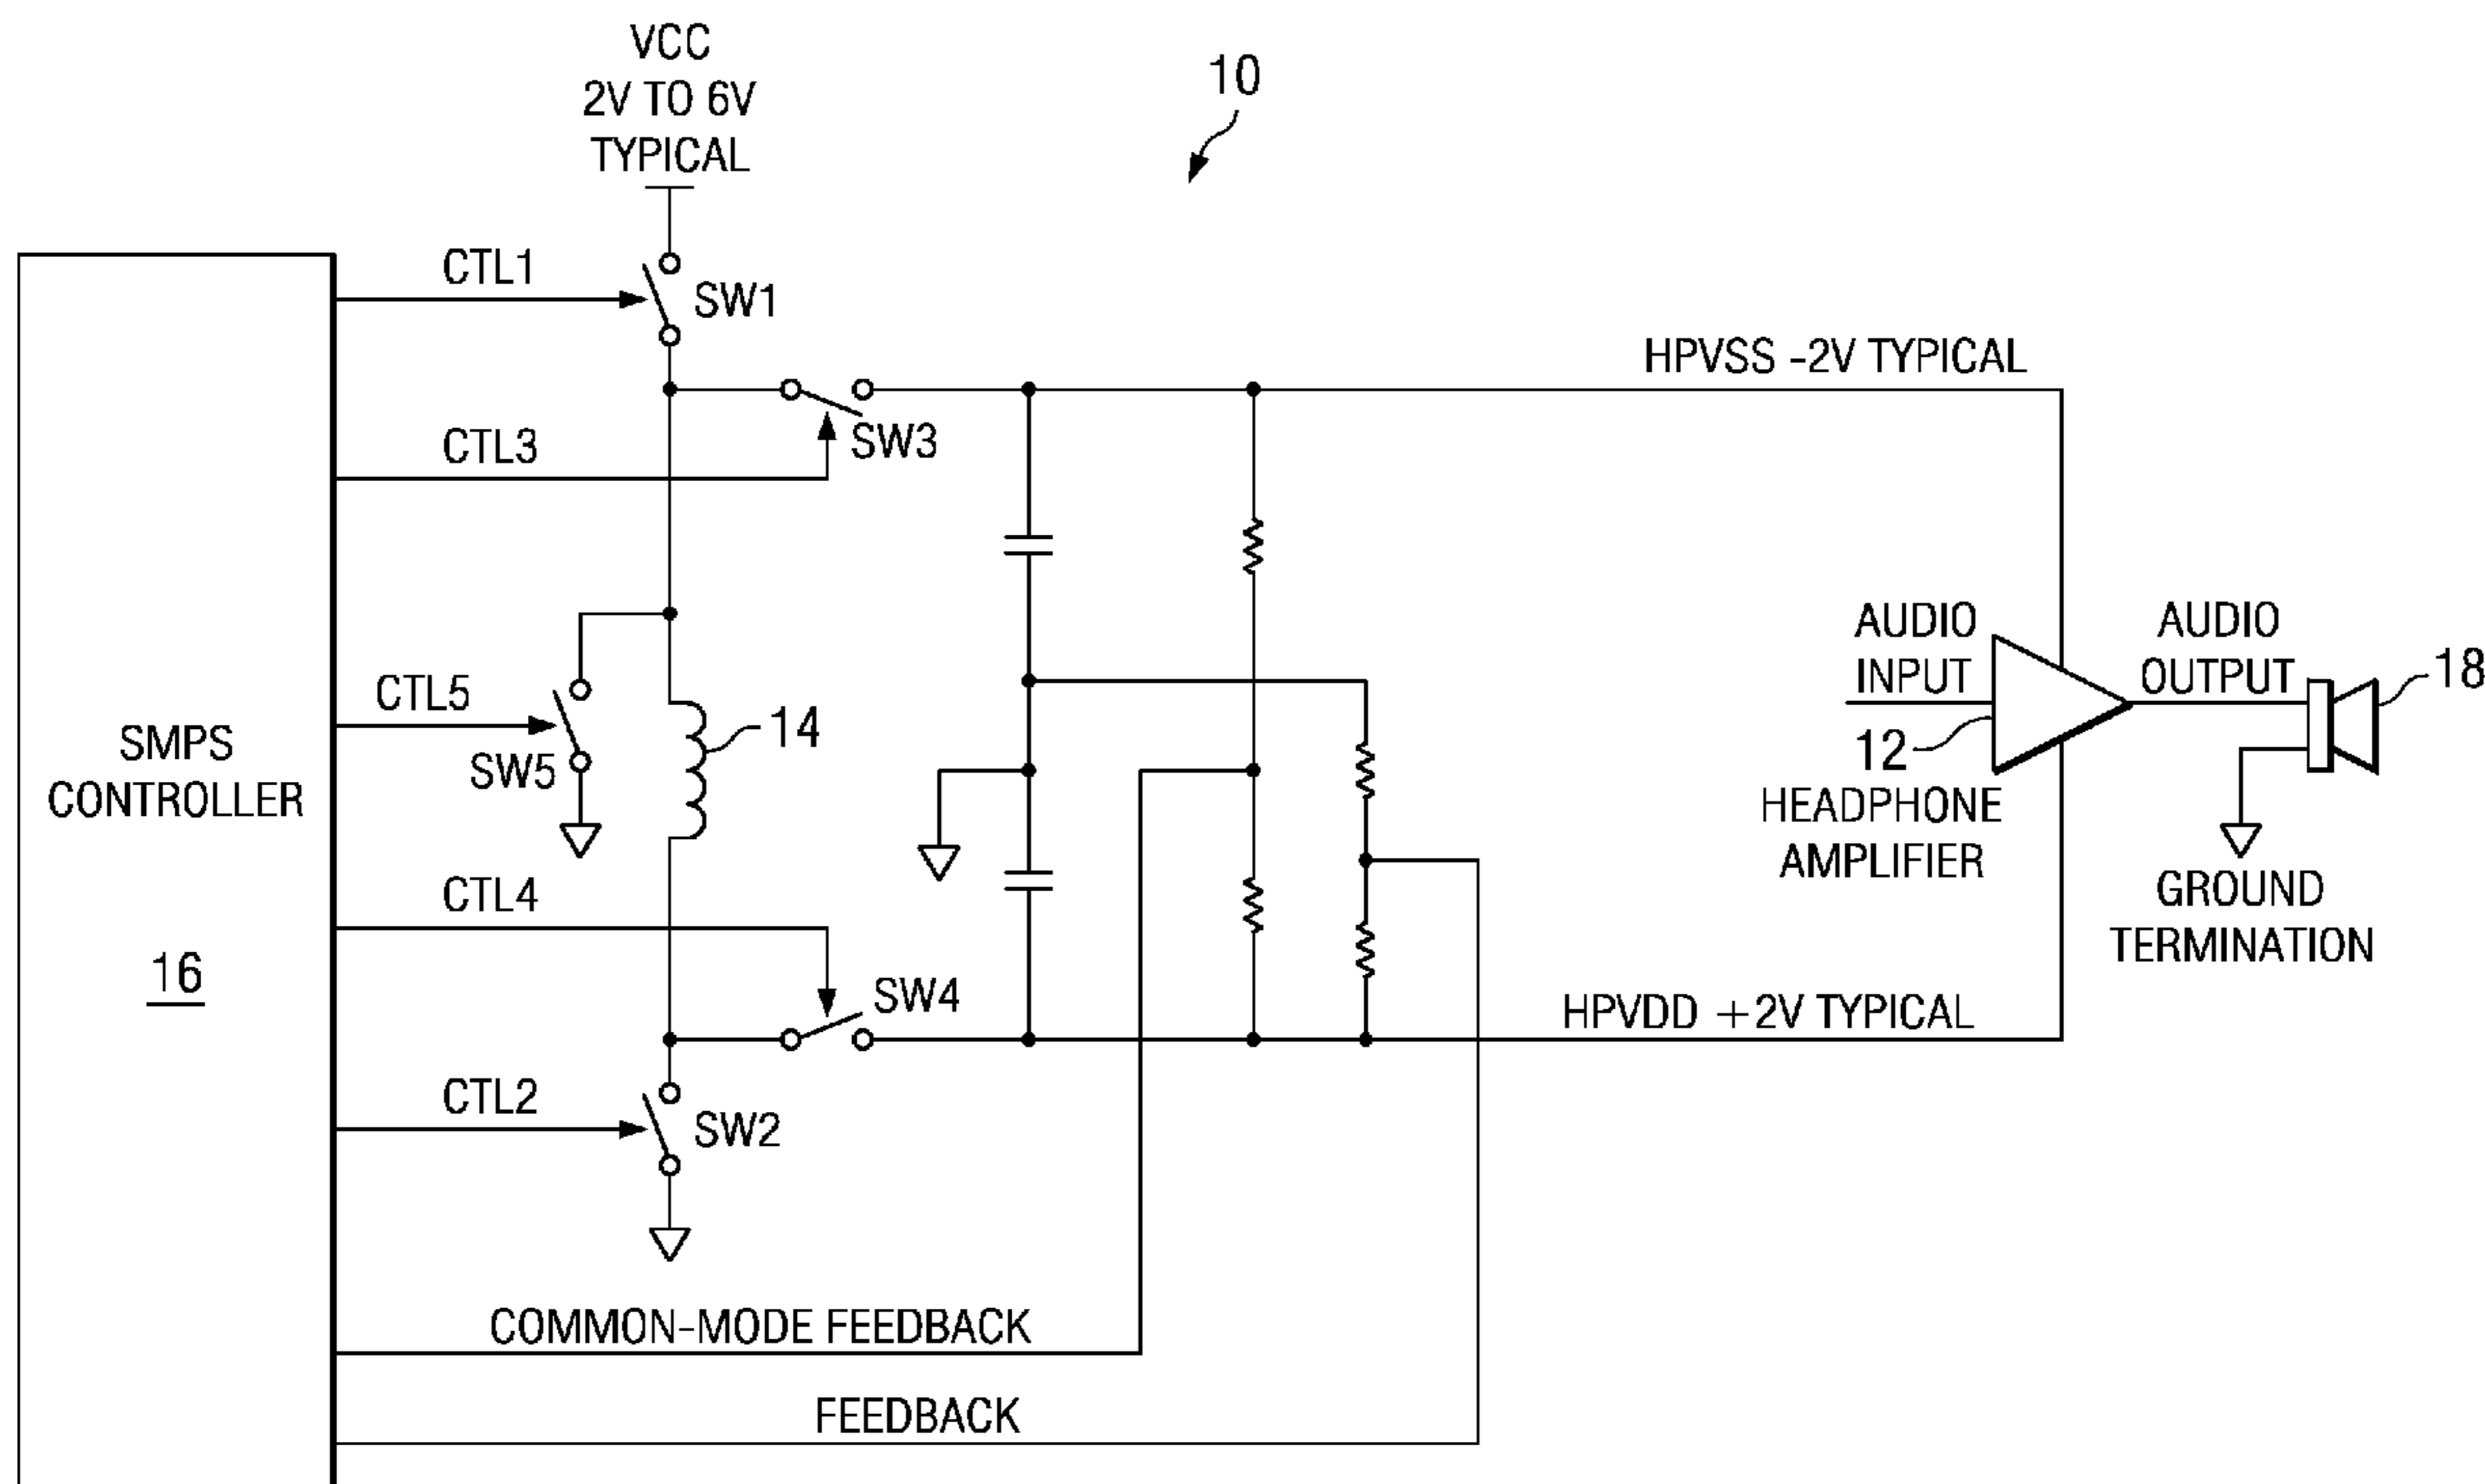 VCC
2V TO 6V
TYPICAL
10
CTL1
SW1
HPVSS -2V TYPICAL
CTL3
SW3
AUDIO
INPUT
AUDIO
OUTPUT
18
CTL5
SW5
14
SMPS
CONTROLLER
16
12
HEADPHONE
AMPLIFIER
GROUND
TERMINATION
CTL4
SW4
HPVDD +2V TYPICAL
CTL2
SW2
COMMON-MODE FEEDBACK
FEEDBACK